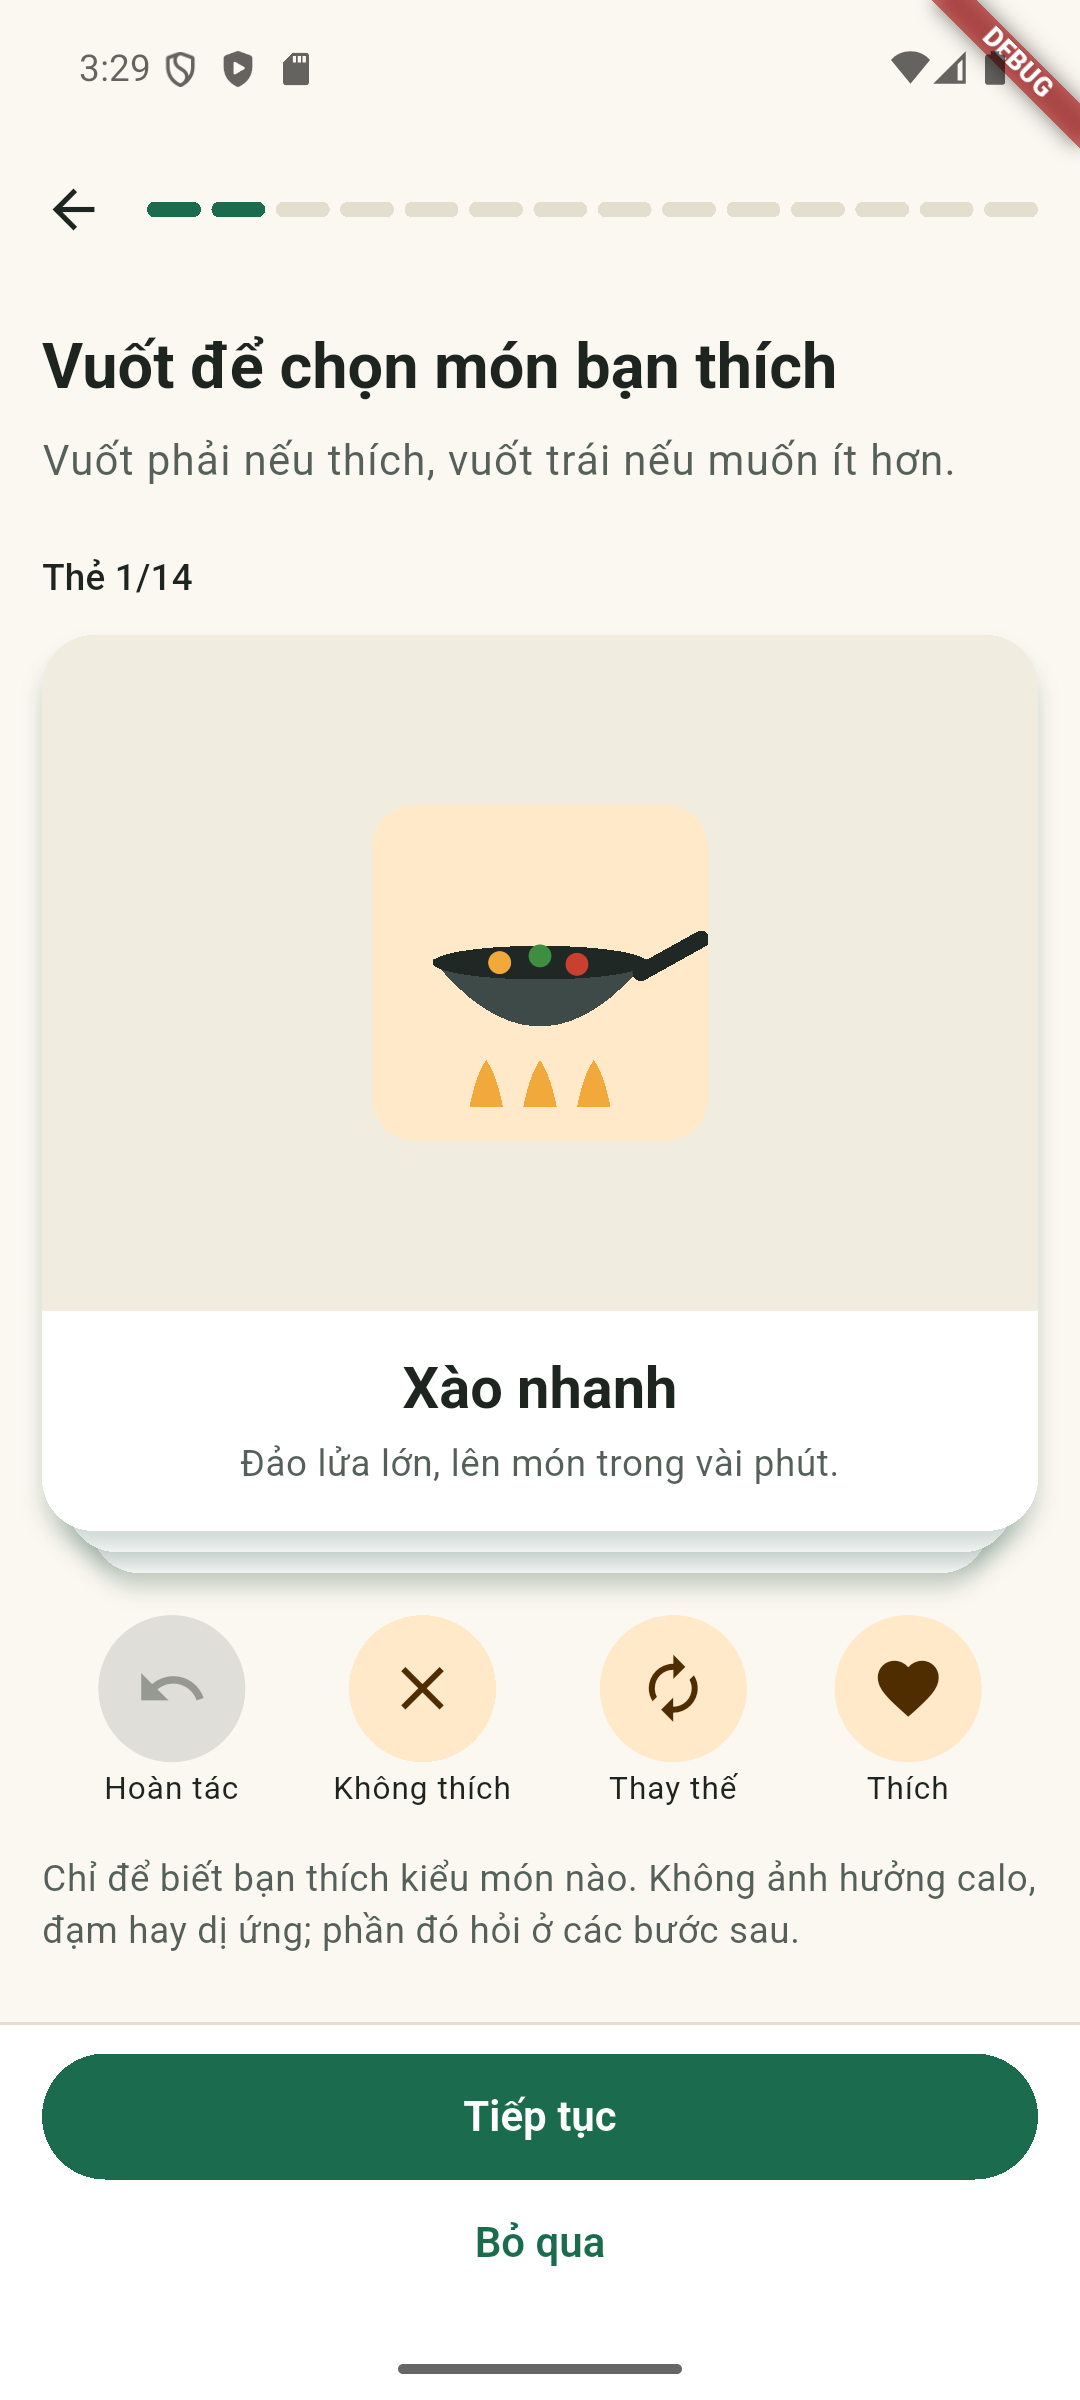 3:29
DEBUG
Vuốt để chọn món bạn thích
Vuốt phải nếu thích, vuốt trái nếu muốn ít hơn.
Thẻ 1/14
Xào nhanh
Đảo lửa lớn, lên món trong vài phút.
Hoàn tác
Không thích
Thay thế
Thích
Chỉ để biết bạn thích kiểu món nào. Không ảnh hưởng calo,
đạm hay dị ứng; phần đó hỏi ở các bước sau.
Tiếp tục
Bỏ qua